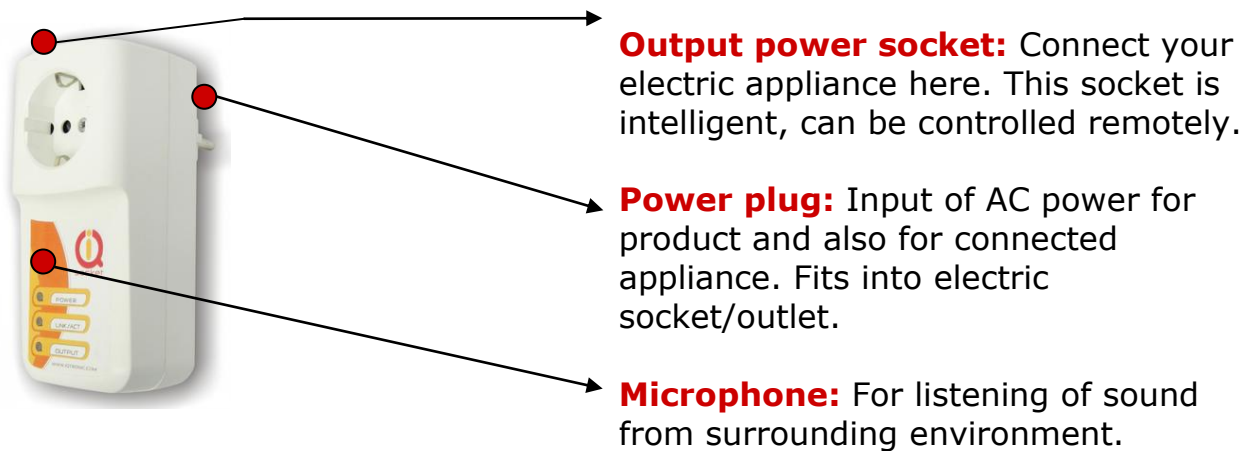 Output power socket: Connect your
electric appliance here. This socket is
intelligent, can be controlled remotely.
Power plug: Input of AC power for
product and also for connected
appliance. Fits into electric
socket/outlet.
Microphone: For listening of sound
from surrounding environment.
iQ
POWER
LINK/ACT
OUTPUT